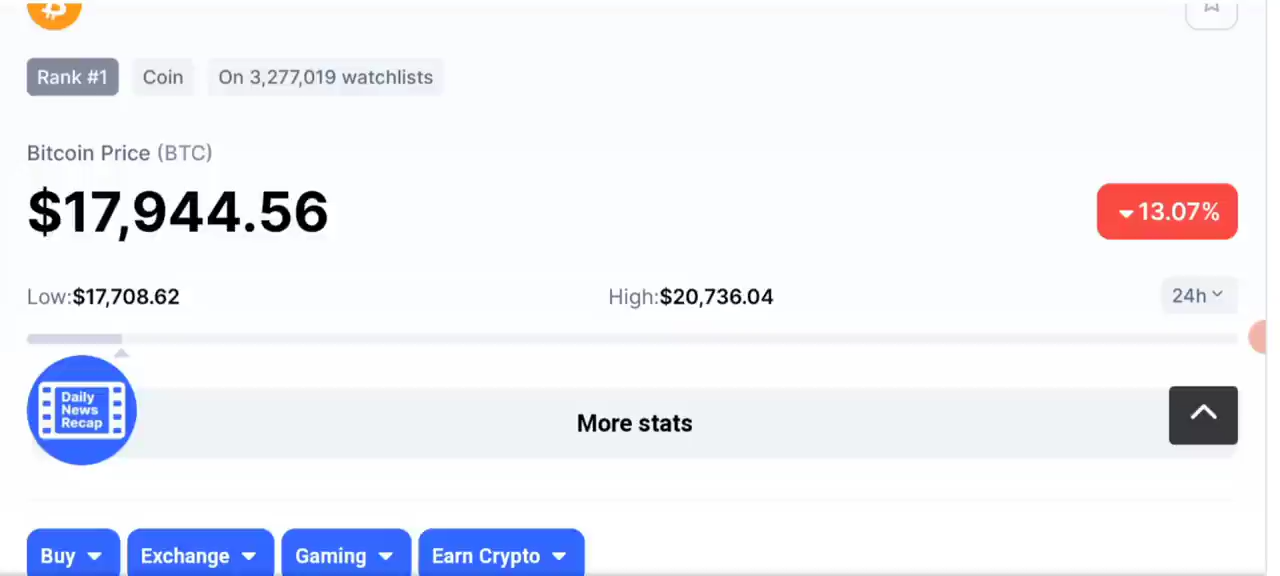 Rank #1 Coin On 3,277,019 watchlists
Bitcoin Price (BTC)
$17,944.56 13.07%
Low:$17,708.62 High:$20,736.04 24h
Daily
News
Recap
More stats
Buy Exchange Gaming Earn Crypto